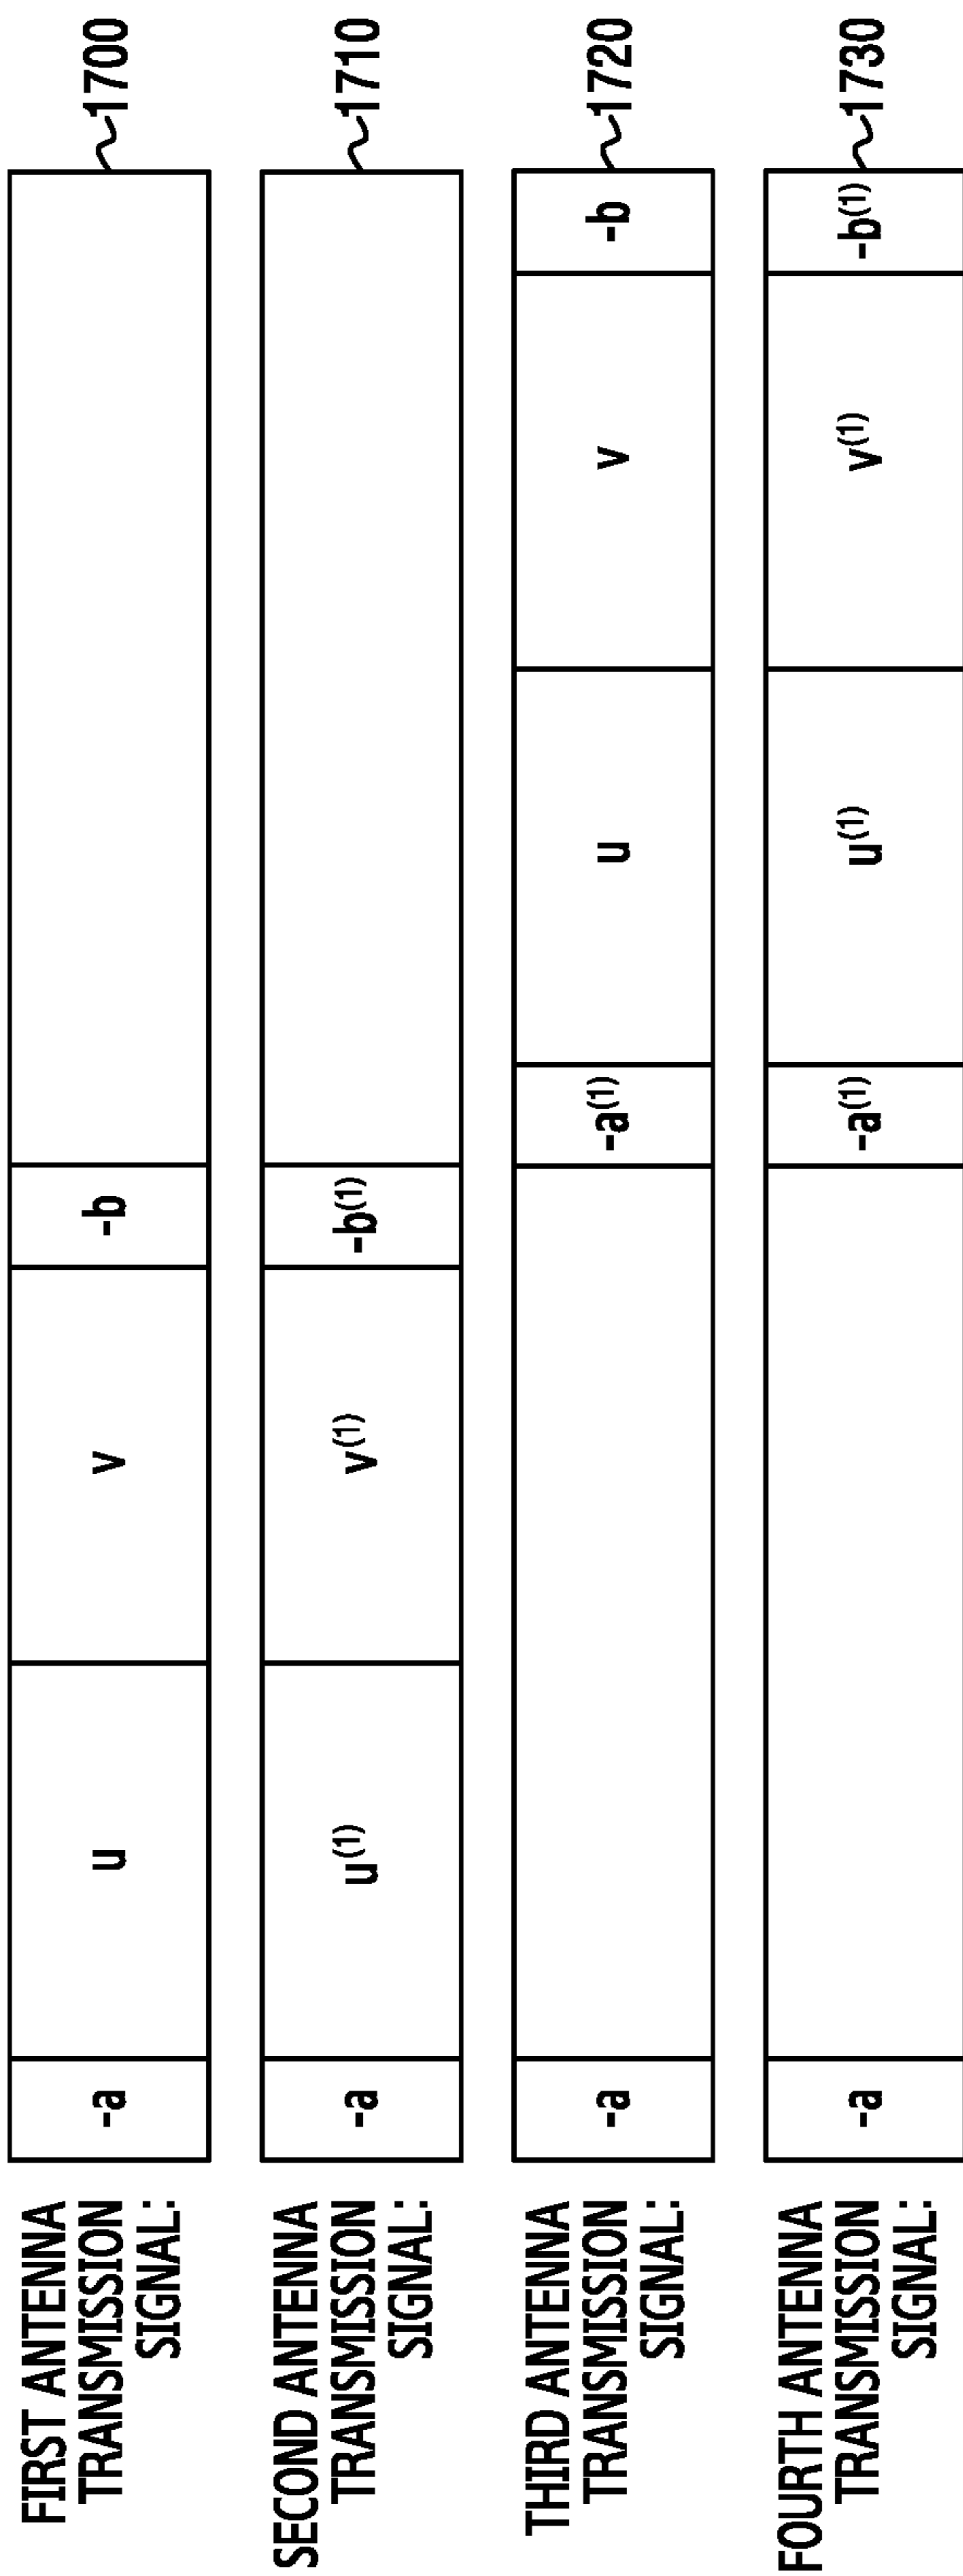 FIRST ANTENNA
TRANSMISSION
SIGNAL:
-a
u
v
-b
1700
SECOND ANTENNA
TRANSMISSION
SIGNAL:
-a
u(1)
v(1)
-b(1)
1710
THIRD ANTENNA
TRANSMISSION
SIGNAL:
-a
-a(1)
u
v
-b
1720
FOURTH ANTENNA
TRANSMISSION
SIGNAL:
-a
-a(1)
u(1)
v(1)
-b(1)
1730